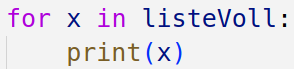 for x in listeVoll:
    print(x)